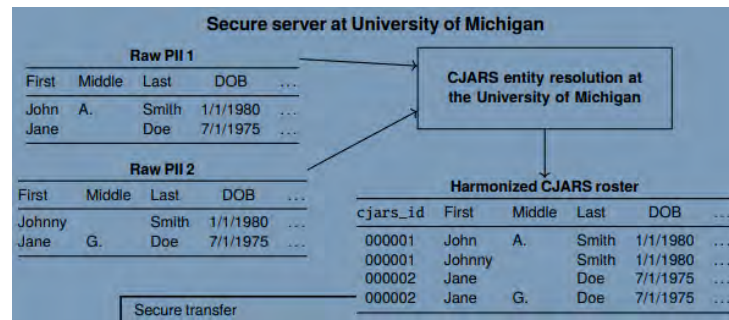 Secure server at University of Michigan
Raw PII 1
First Middle Last DOB ...
John A. Smith 1/1/1980 ...
Jane Doe 7/1/1975 ...
CJARS entity resolution at
the University of Michigan
Raw PII 2
First Middle Last DOB ...
Johnny Smith 1/1/1980 ...
Jane G. Doe 7/1/1975 ...
Harmonized CJARS roster
cjars_id First Middle Last DOB ...
000001 John A. Smith 1/1/1980 ...
000001 Johnny Smith 1/1/1980 ...
000002 Jane Doe 7/1/1975 ...
000002 Jane G. Doe 7/1/1975 ...
Secure transfer